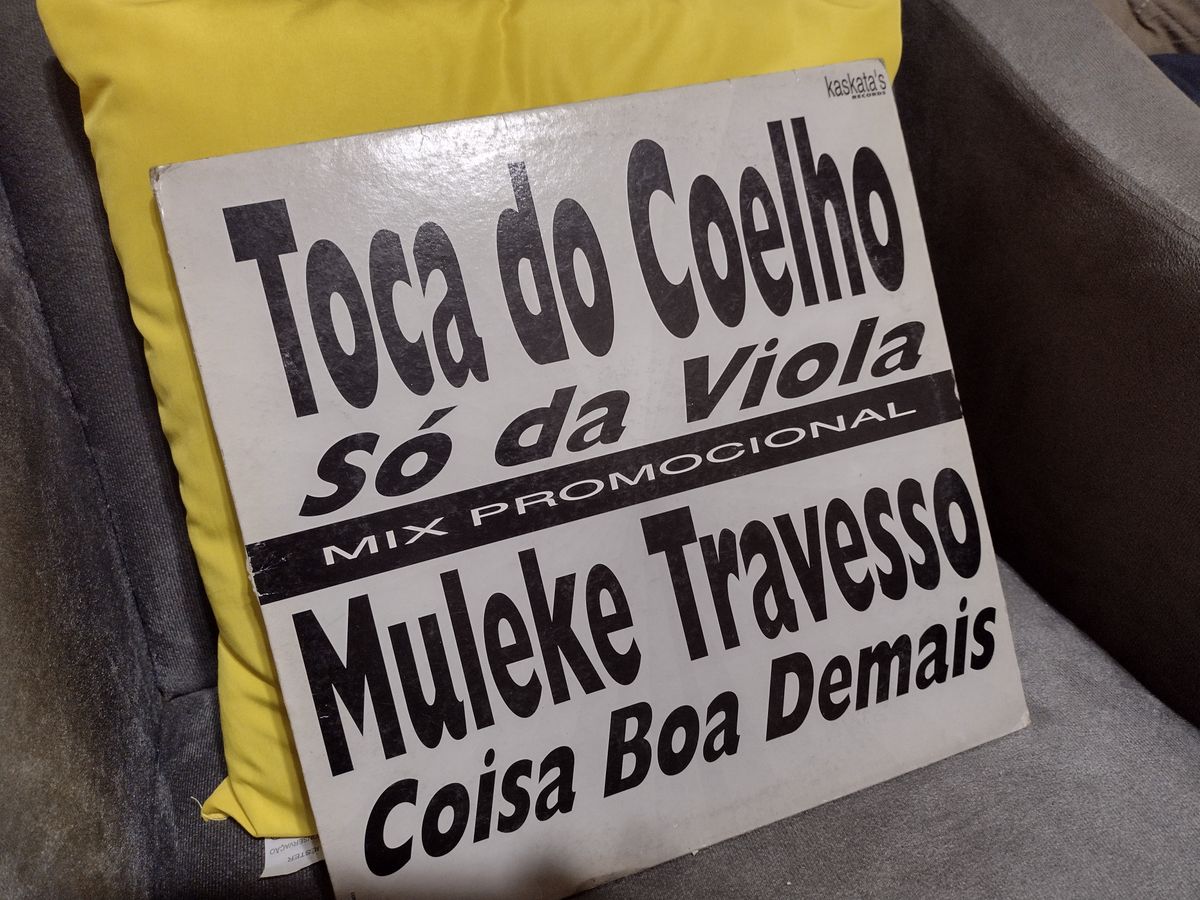 kaskata's
RECORDS
Toca do Coelho
Só da Viola
MIX PROMOCIONAL
Muleke Travesso
Coisa Boa Demais